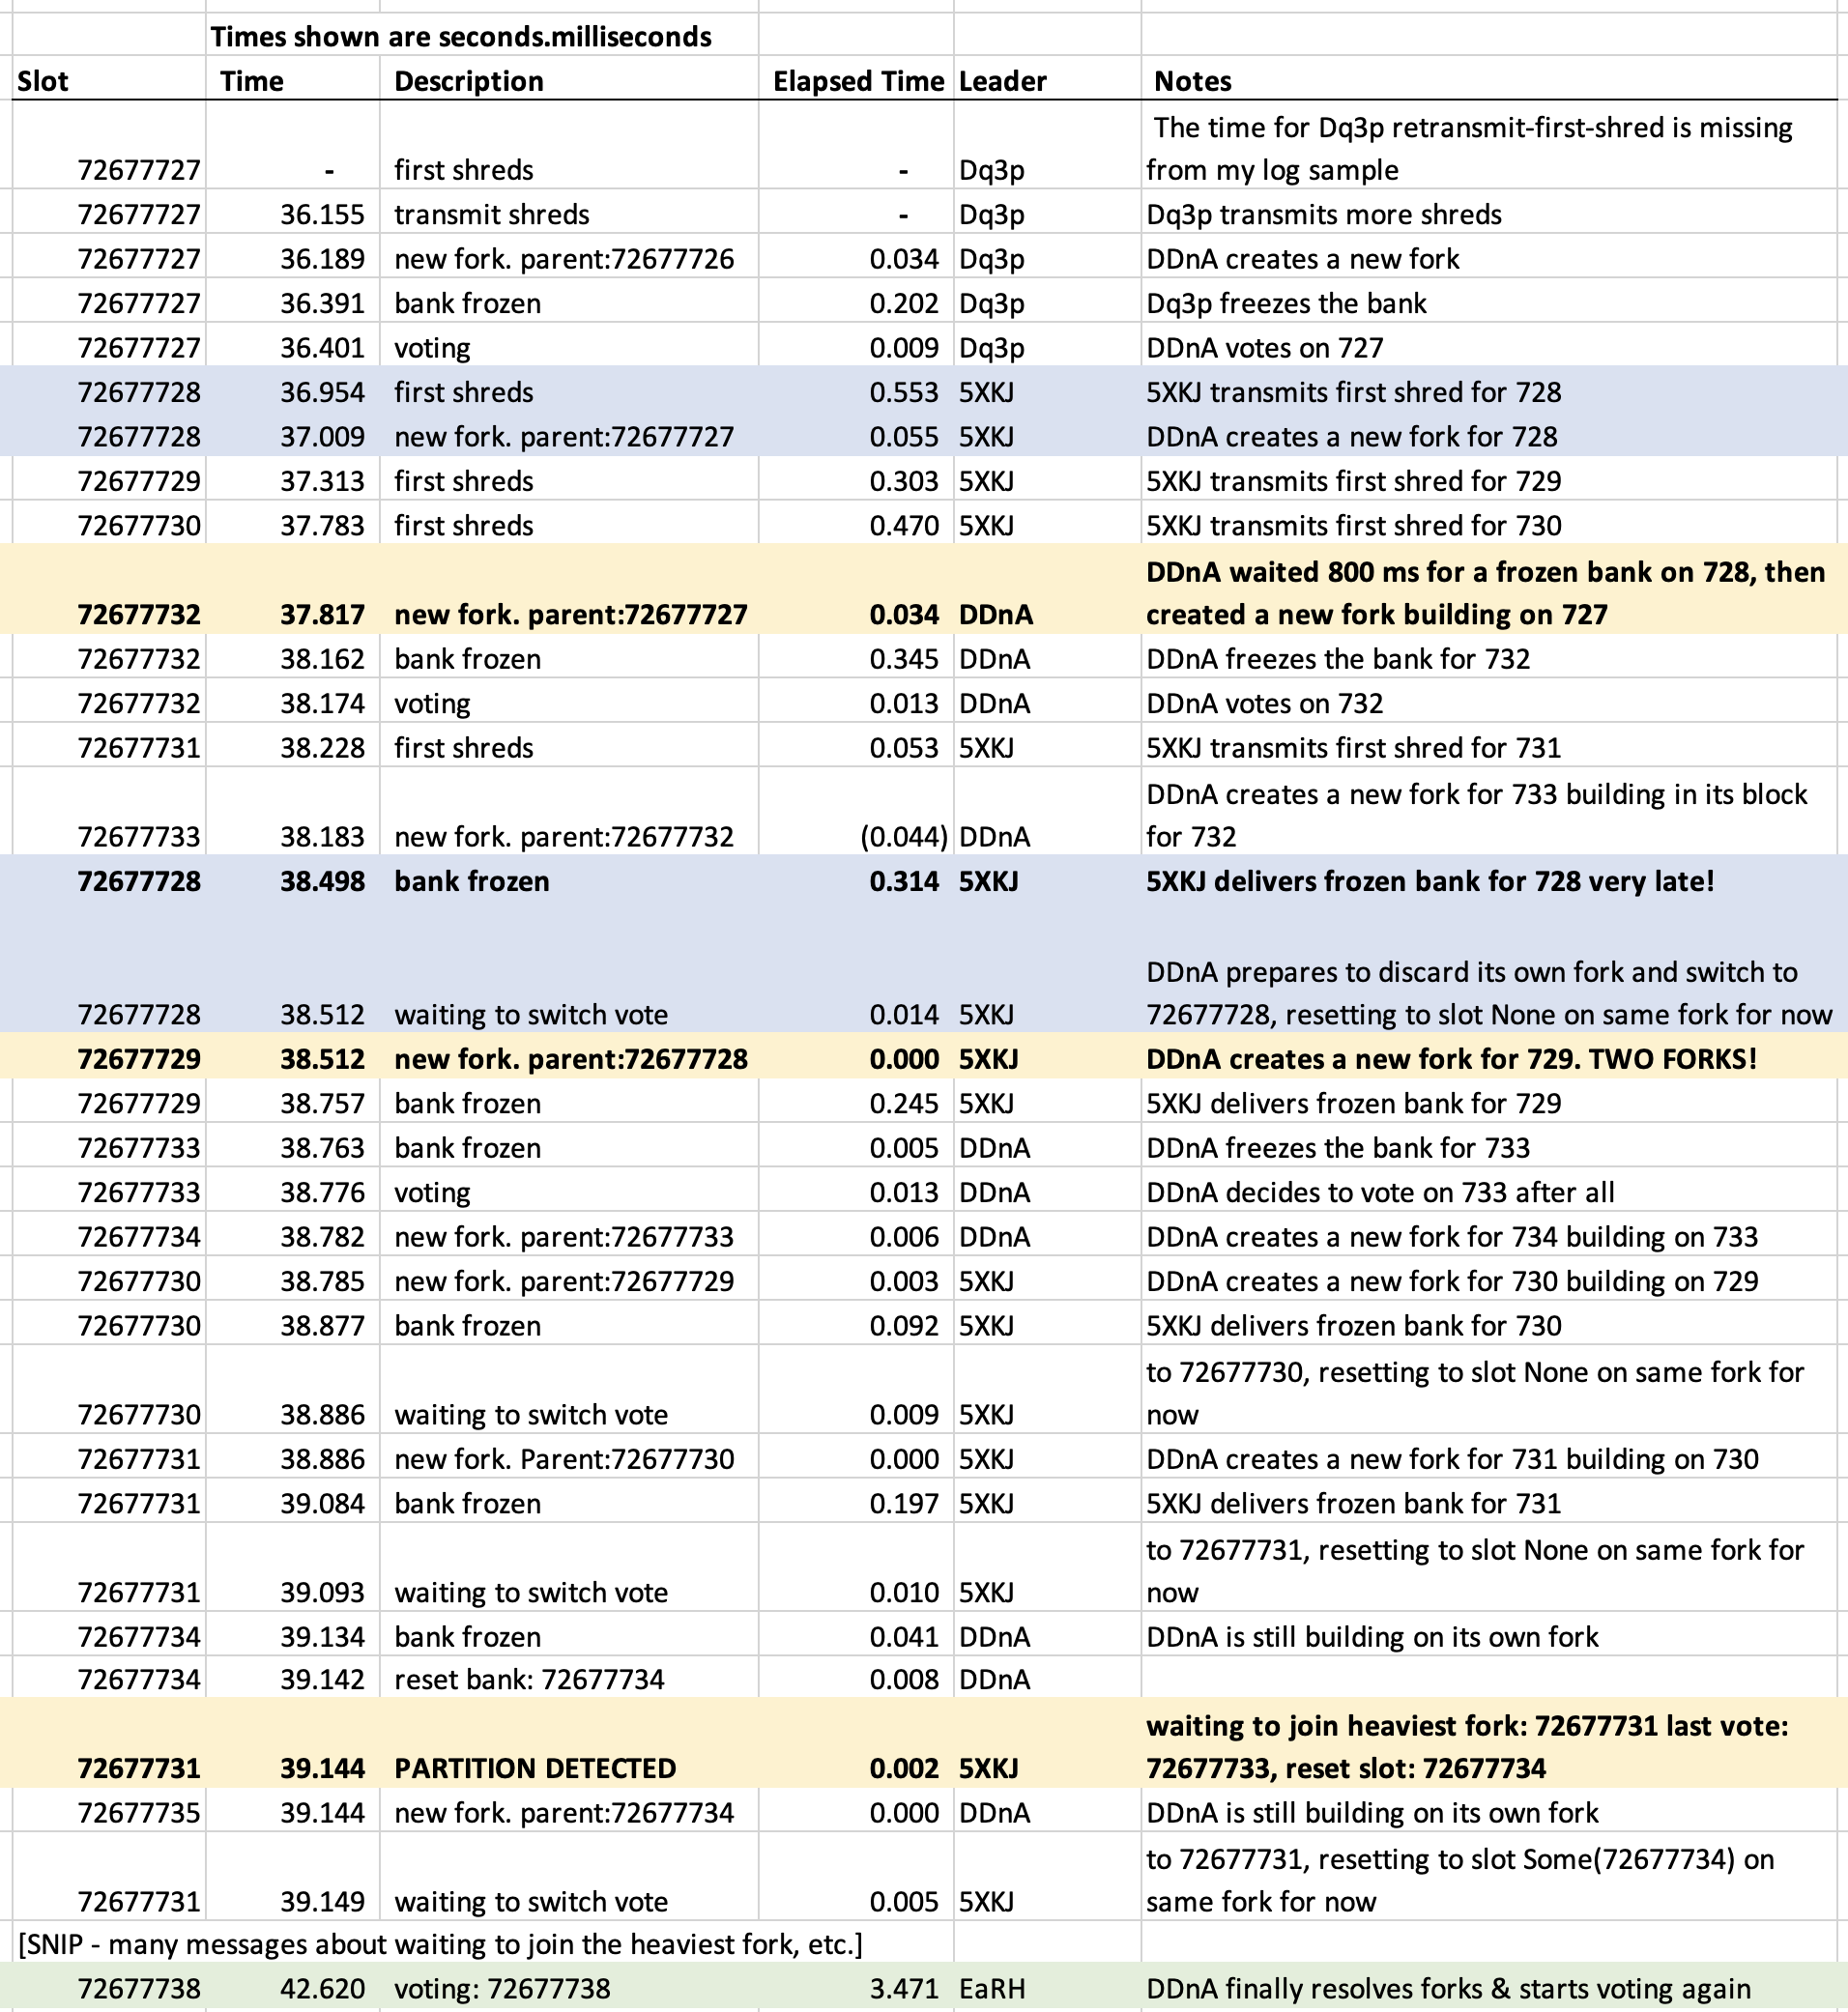 Times shown are seconds.milliseconds
Slot Time Description Elapsed Time Leader Notes
The time for Dq3p retransmit-first-shred is missing
72677727 - first shreds - Dq3p from my log sample
72677727 36.155 transmit shreds - Dq3p Dq3p transmits more shreds
72677727 36.189 new fork. parent:72677726 0.034 Dq3p DDnA creates a new fork
72677727 36.391 bank frozen 0.202 Dq3p Dq3p freezes the bank
72677727 36.401 voting 0.009 Dq3p DDnA votes on 727
72677728 36.954 first shreds 0.553 5XKJ 5XKJ transmits first shred for 728
72677728 37.009 new fork. parent:72677727 0.055 5XKJ DDnA creates a new fork for 728
72677729 37.313 first shreds 0.303 5XKJ 5XKJ transmits first shred for 729
72677730 37.783 first shreds 0.470 5XKJ 5XKJ transmits first shred for 730
DDnA waited 800 ms for a frozen bank on 728, then
72677732 37.817 new fork. parent:72677727 0.034 DDnA created a new fork building on 727
72677732 38.162 bank frozen 0.345 DDnA DDnA freezes the bank for 732
72677732 38.174 voting 0.013 DDnA DDnA votes on 732
72677731 38.228 first shreds 0.053 5XKJ 5XKJ transmits first shred for 731
DDnA creates a new fork for 733 building in its block
72677733 38.183 new fork. parent:72677732 (0.044) DDnA for 732
72677728 38.498 bank frozen 0.314 5XKJ 5XKJ delivers frozen bank for 728 very late!
DDnA prepares to discard its own fork and switch to
72677728 38.512 waiting to switch vote 0.014 5XKJ 72677728, resetting to slot None on same fork for now
72677729 38.512 new fork. parent:72677728 0.000 5XKJ DDnA creates a new fork for 729. TWO FORKS!
72677729 38.757 bank frozen 0.245 5XKJ 5XKJ delivers frozen bank for 729
72677733 38.763 bank frozen 0.005 DDnA DDnA freezes the bank for 733
72677733 38.776 voting 0.013 DDnA DDnA decides to vote on 733 after all
72677734 38.782 new fork. parent:72677733 0.006 DDnA DDnA creates a new fork for 734 building on 733
72677730 38.785 new fork. parent:72677729 0.003 5XKJ DDnA creates a new fork for 730 building on 729
72677730 38.877 bank frozen 0.092 5XKJ 5XKJ delivers frozen bank for 730
to 72677730, resetting to slot None on same fork for
72677730 38.886 waiting to switch vote 0.009 5XKJ now
72677731 38.886 new fork. Parent:72677730 0.000 5XKJ DDnA creates a new fork for 731 building on 730
72677731 39.084 bank frozen 0.197 5XKJ 5XKJ delivers frozen bank for 731
to 72677731, resetting to slot None on same fork for
72677731 39.093 waiting to switch vote 0.010 5XKJ now
72677734 39.134 bank frozen 0.041 DDnA DDnA is still building on its own fork
72677734 39.142 reset bank: 72677734 0.008 DDnA
waiting to join heaviest fork: 72677731 last vote:
72677731 39.144 PARTITION DETECTED 0.002 5XKJ 72677733, reset slot: 72677734
72677735 39.144 new fork. parent:72677734 0.000 DDnA DDnA is still building on its own fork
to 72677731, resetting to slot Some(72677734) on
72677731 39.149 waiting to switch vote 0.005 5XKJ same fork for now
[SNIP - many messages about waiting to join the heaviest fork, etc.]
72677738 42.620 voting: 72677738 3.471 EaRH DDnA finally resolves forks & starts voting again